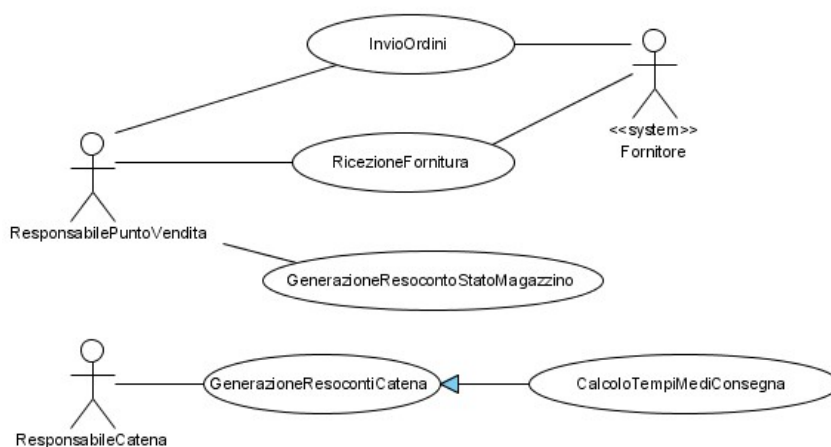 InvioOrdini
<<system>>
Fornitore
RicezioneFornitura
ResponsabilePuntoVendita
GenerazioneResocontoStatoMagazzino
GenerazioneResocontiCatena
CalcoloTempiMediConsegna
ResponsabileCatena